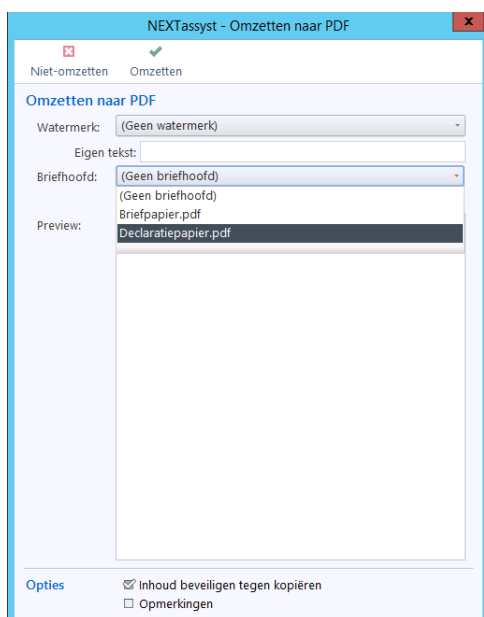 NEXTassyst - Omzetten naar PDF
x
Niet-omzetten Omzetten
Omzetten naar PDF
Watermerk: (Geen watermerk)
Eigen tekst:
Briefhoofd: (Geen briefhoofd)
(Geen briefhoofd)
Briefpapier.pdf
Preview:
Declaratiepapier.pdf
Opties Inhoud beveiligen tegen kopiëren
Opmerkingen